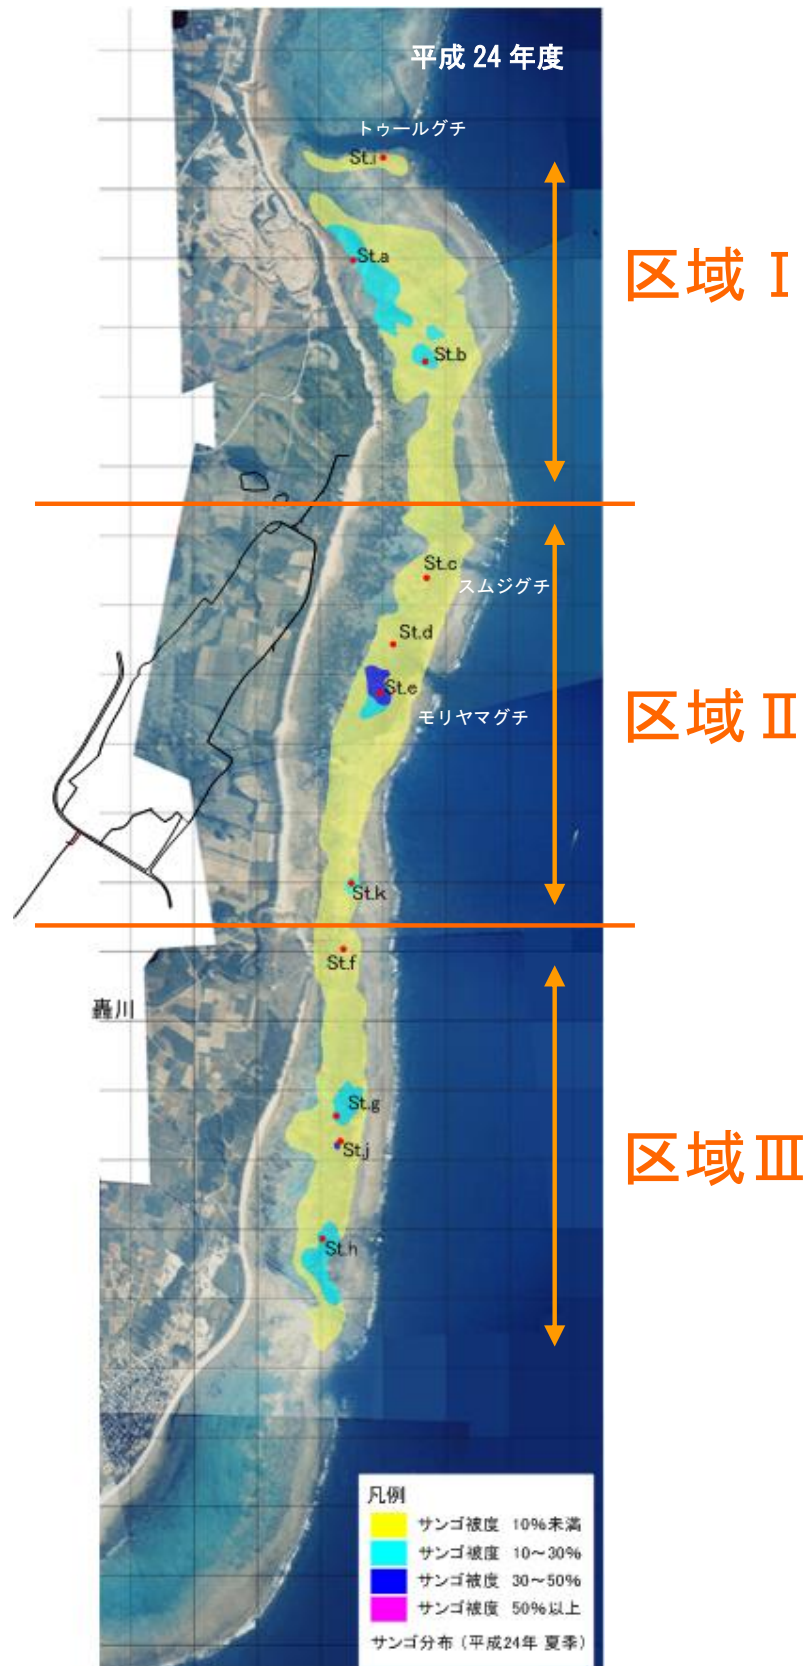 平成 24 年度
トゥールグチ
St.i
St.a
区域 Ⅰ
St.b
St.c
スムジグチ
St.d
St.e
モリヤマグチ
区域 Ⅱ
St.k
St.f
轟川
St.g
St.j
区域 Ⅲ
St.h
凡例
サンゴ被度 10%未満
サンゴ被度 10～30%
サンゴ被度 30～50%
サンゴ被度 50%以上
サンゴ分布 (平成24年 夏季)